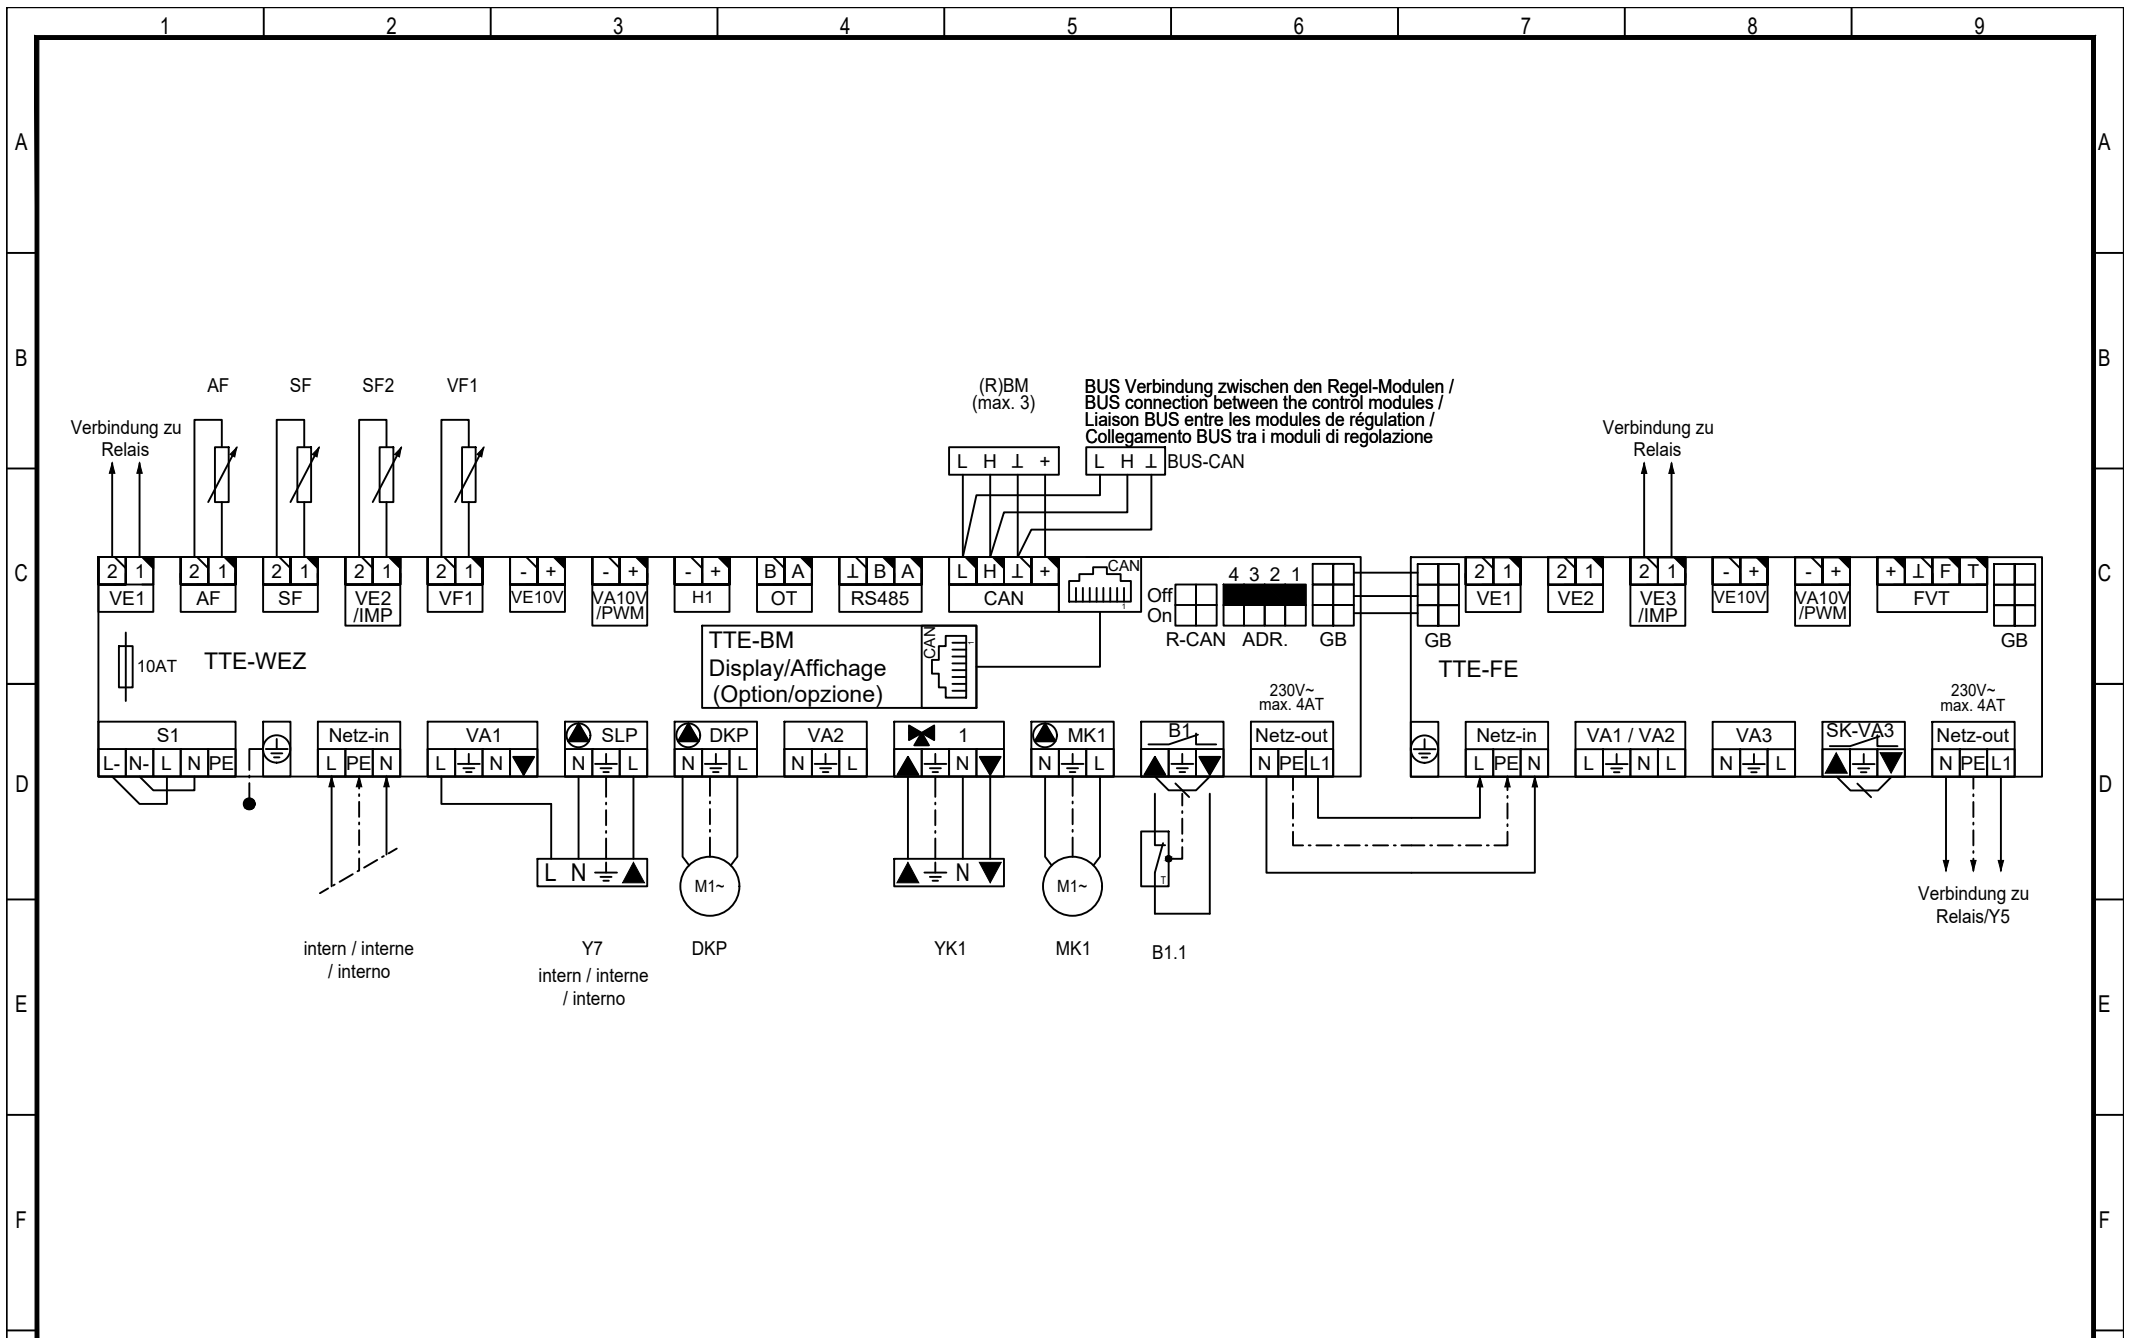 1 2 3 4 5 6 7 8 9
A A
B B
AF SF SF2 VF1
(R)BM
(max. 3)
BUS Verbindung zwischen den Regel-Modulen /
BUS connection between the control modules /
Liaison BUS entre les modules de régulation /
Collegamento BUS tra i moduli di regolazione
Verbindung zu
Relais
Verbindung zu
Relais
L H ⊥ + L H ⊥ BUS-CAN
C C
2 1 2 1 2 1 2 1 2 1 - + - + - + B A ⊥ B A L H ⊥ + CAN
VE1 AF SF VE2 VF1 VE10V VA10V H1 OT RS485 CAN
/IMP /PWM
1
4 3 2 1
Off
On
R-CAN ADR. GB
2 1 2 1 2 1 - + - + + ⊥ F T
VE1 VE2 VE3 VE10V VA10V FVT
/IMP /PWM
GB GB
10AT TTE-WEZ
TTE-BM
Display/Affichage
(Option/opzione)
CAN
1
TTE-FE
230V~
max. 4AT
230V~
max. 4AT
D D
S1 Netz-in VA1 SLP DKP VA2 1 MK1 B1 Netz-out
L- N- L N PE L PE N L N N L N L N L N N L N PE L1
Netz-in VA1 / VA2 VA3 SK-VA3 Netz-out
L PE N L N L N L N PE L1
L N
M1~
N
M1~
T
Verbindung zu
Relais/Y5
intern / interne
/ interno
Y7
intern / interne
/ interno
DKP
YK1
MK1
B1.1
E E
F F